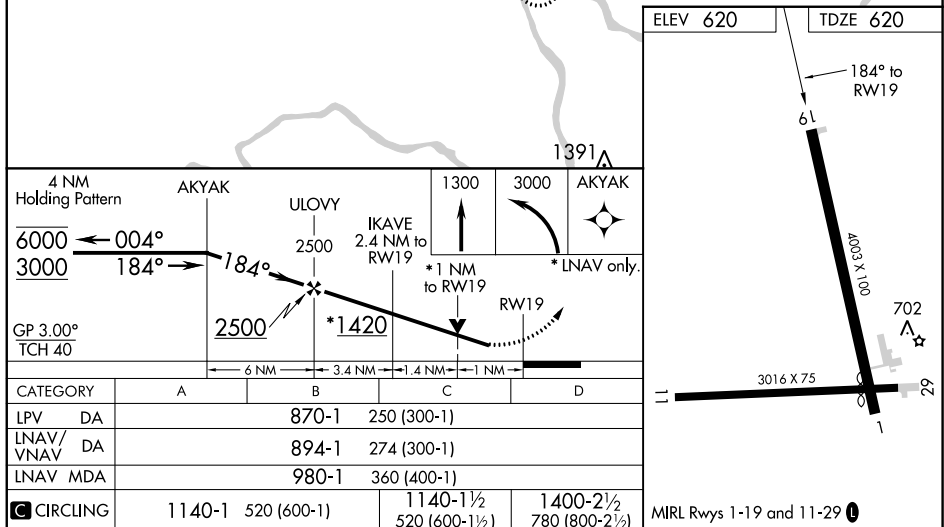 1391
4 NM
Holding Pattern
AKYAK
6000
004°
3000
184°
184°
ULOVY
2500
2500
IKAVE
2.4 NM to
RW19
*1420
1300
3000
AKYAK
*1 NM
to RW19
*LNAV only.
RW19
GP 3.00°
TCH 40
6 NM
3.4 NM
1.4 NM
1 NM
CATEGORY A B C D
LPV DA 870-1 250 (300-1)
LNAV/
VNAV DA 894-1 274 (300-1)
LNAV MDA 980-1 360 (400-1)
C CIRCLING 1140-1 520 (600-1) 1140-1½
520 (600-1½) 1400-2½
780 (800-2½)
ELEV 620
TDZE 620
184° to
RW19
19
4003 X 100
702
3016 X 75
11
29
1
MIRL Rwys 1-19 and 11-29 L